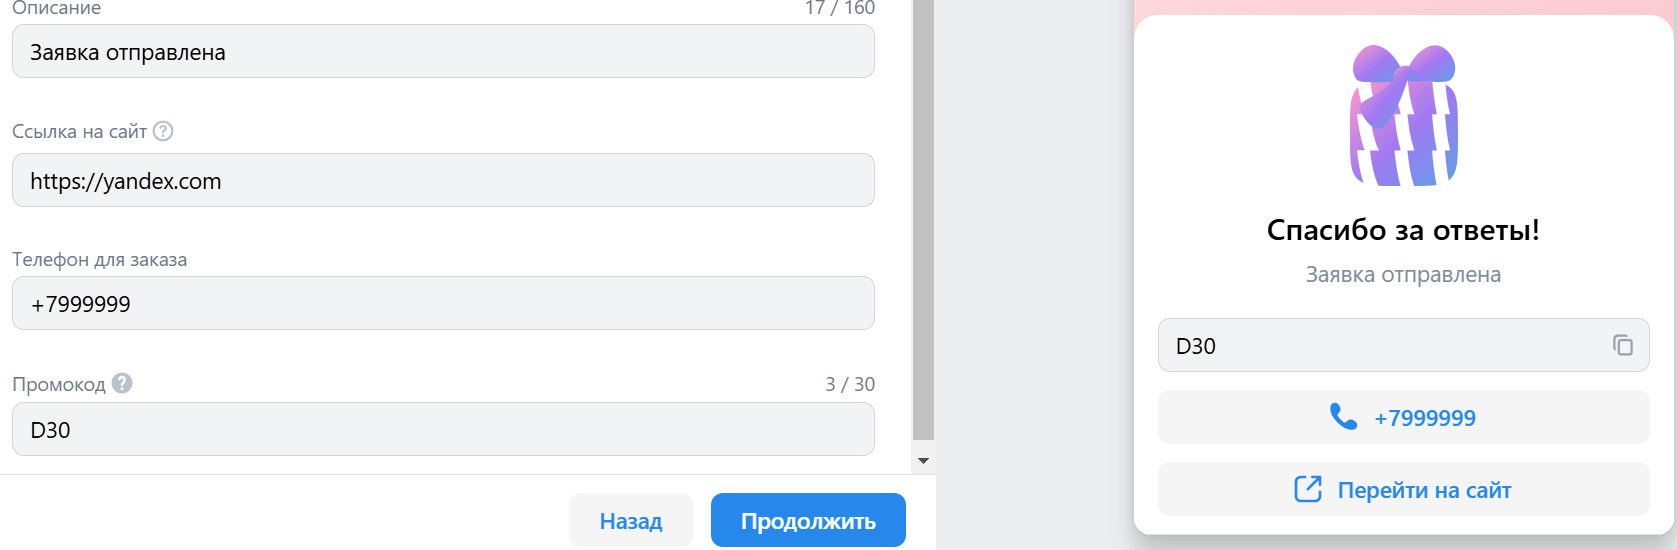 Описание 17 / 160
Заявка отправлена
Ссылка на сайт ?
https://yandex.com
Телефон для заказа
+7999999
Промокод ? 3 / 30
D30
Назад Продолжить
Спасибо за ответы!
Заявка отправлена
D30
+7999999
Перейти на сайт